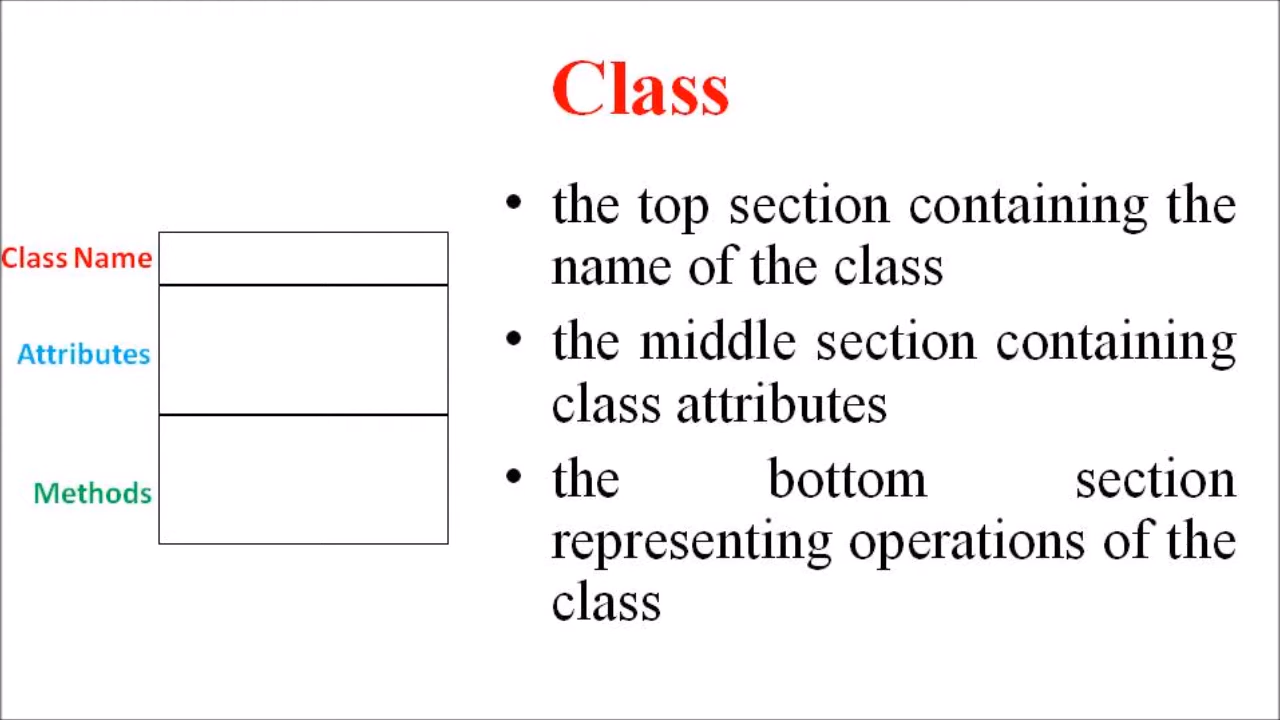 Class
Class Name
Attributes
Methods
• the top section containing the
name of the class
• the middle section containing
class attributes
• the bottom section
representing operations of the
class